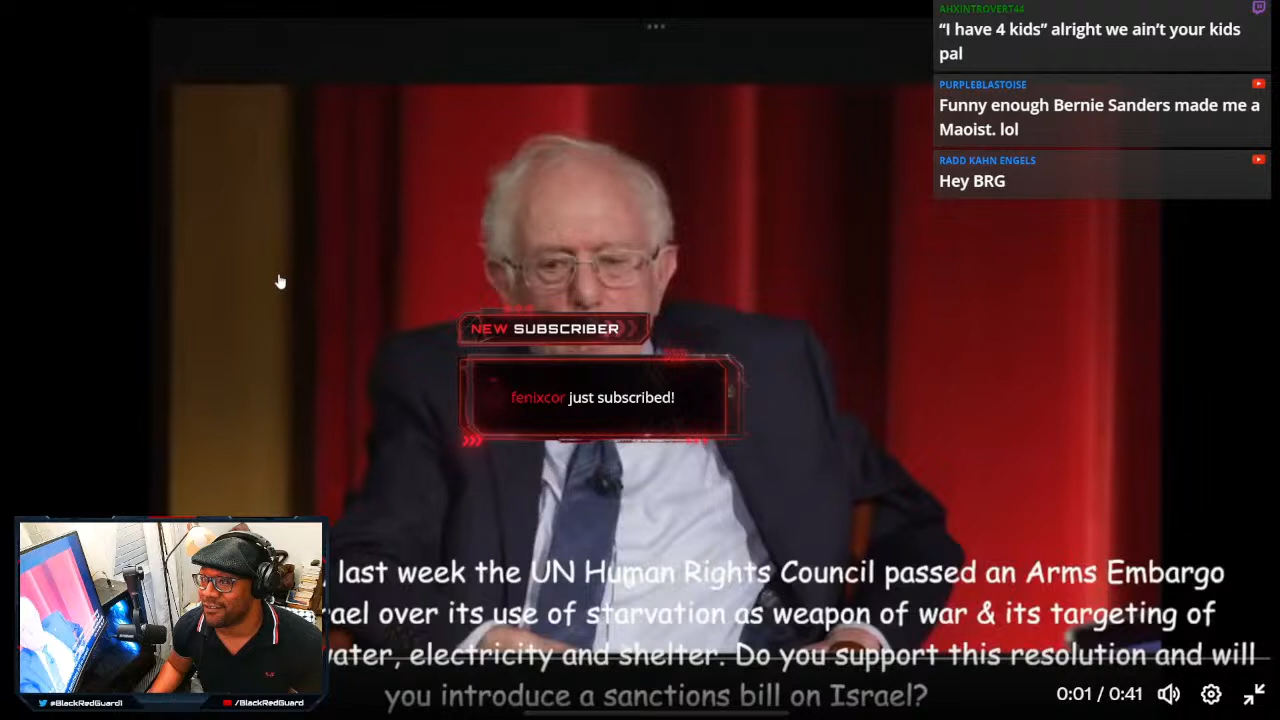 AHXINTROVERT44
“I have 4 kids” alright we ain’t your kids
pal
PURPLEBLASTOISE
Funny enough Bernie Sanders made me a
Maoist. lol
RADD KAHN ENGELS
Hey BRG
NEW SUBSCRIBER
fenixcor just subscribed!
last week the UN Human Rights Council passed an Arms Embargo
over its use of starvation as weapon of war & its targeting of
electricity and shelter. Do you support this resolution and will
you introduce a sanctions bill on Israel?
0:01 / 0:41
@BlackRedGuard1
/BlackRedGuard